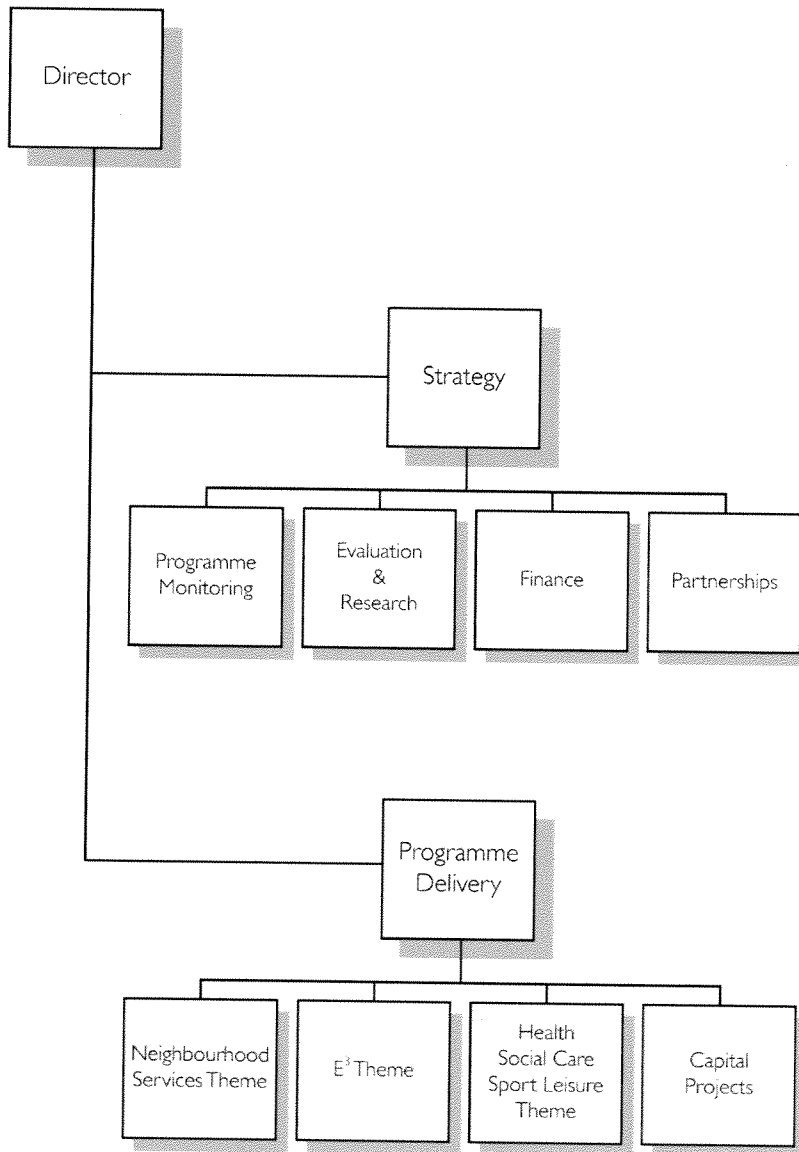 Director
Strategy
Programme
Monitoring
Evaluation
&
Research
Finance
Partnerships
Programme
Delivery
Neighbourhood
Services Theme
E³ Theme
Health
Social Care
Sport Leisure
Theme
Capital
Projects